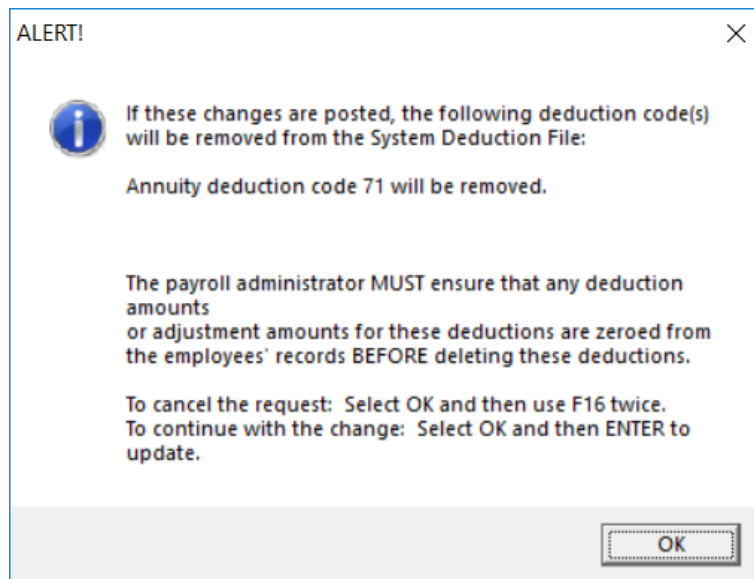 ALERT!
If these changes are posted, the following deduction code(s)
will be removed from the System Deduction File:
Annuity deduction code 71 will be removed.
The payroll administrator MUST ensure that any deduction
amounts
or adjustment amounts for these deductions are zeroed from
the employees' records BEFORE deleting these deductions.
To cancel the request:  Select OK and then use F16 twice.
To continue with the change:  Select OK and then ENTER to
update.
OK